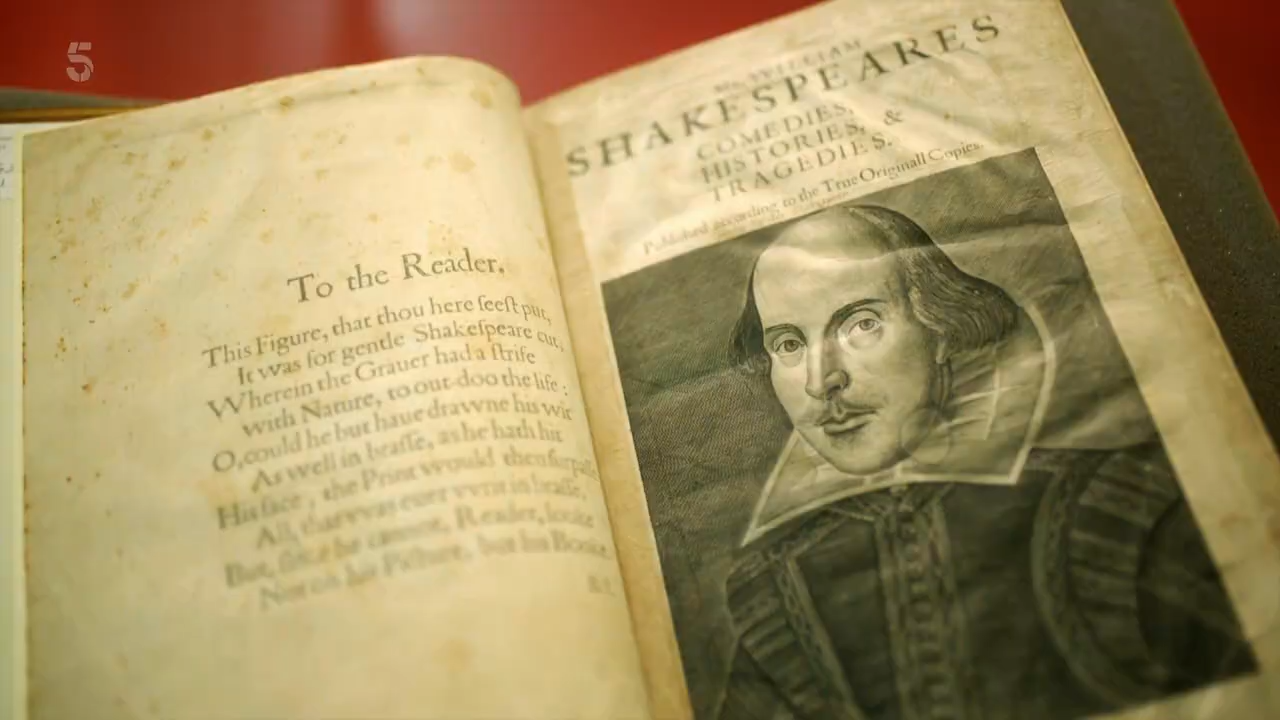 5
To the Reader.
This Figure, that thou here ſeeſt put,
It was for gentle Shakeſpeare cut;
Wherein the Grauer had a ſtrife
with Nature, to out-doo the life :
O, could he but haue dravvne his wit
As well in braſſe, as he hath hit
His face ; the Print would then ſurpaſſe
All, that vvas euer vvrit in braſſe.
But, ſince he cannot, Reader, looke
Not on his Picture, but his Booke.
B. I.
Mr. WILLIAM
SHAKESPEARES
COMEDIES,
HISTORIES, &
TRAGEDIES.
Published according to the True Originall Copies.